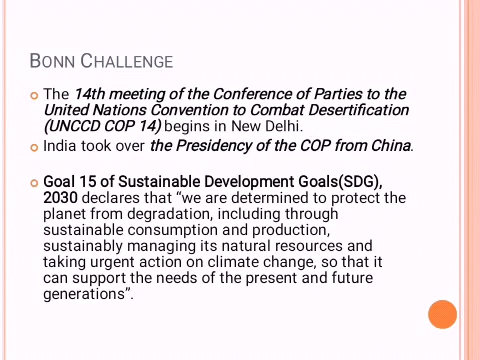 BONN CHALLENGE
The 14th meeting of the Conference of Parties to the
United Nations Convention to Combat Desertification
(UNCCD COP 14) begins in New Delhi.
India took over the Presidency of the COP from China.
Goal 15 of Sustainable Development Goals(SDG),
2030 declares that “we are determined to protect the
planet from degradation, including through
sustainable consumption and production,
sustainably managing its natural resources and
taking urgent action on climate change, so that it
can support the needs of the present and future
generations”.